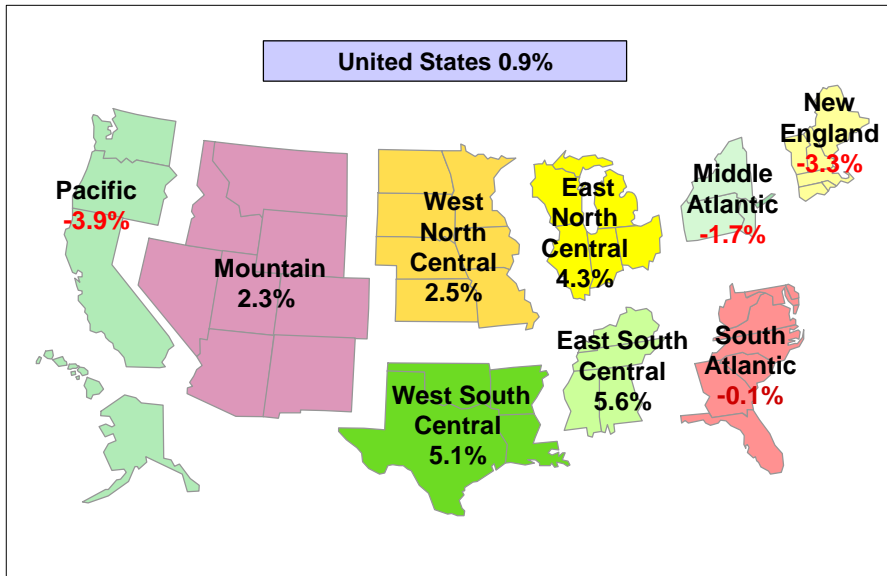 United States 0.9%
New
England
-3.3%
Middle
Atlantic
-1.7%
Pacific
-3.9%
Mountain
2.3%
West
North
Central
2.5%
East
North
Central
4.3%
West South
Central
5.1%
East South
Central
5.6%
South
Atlantic
-0.1%